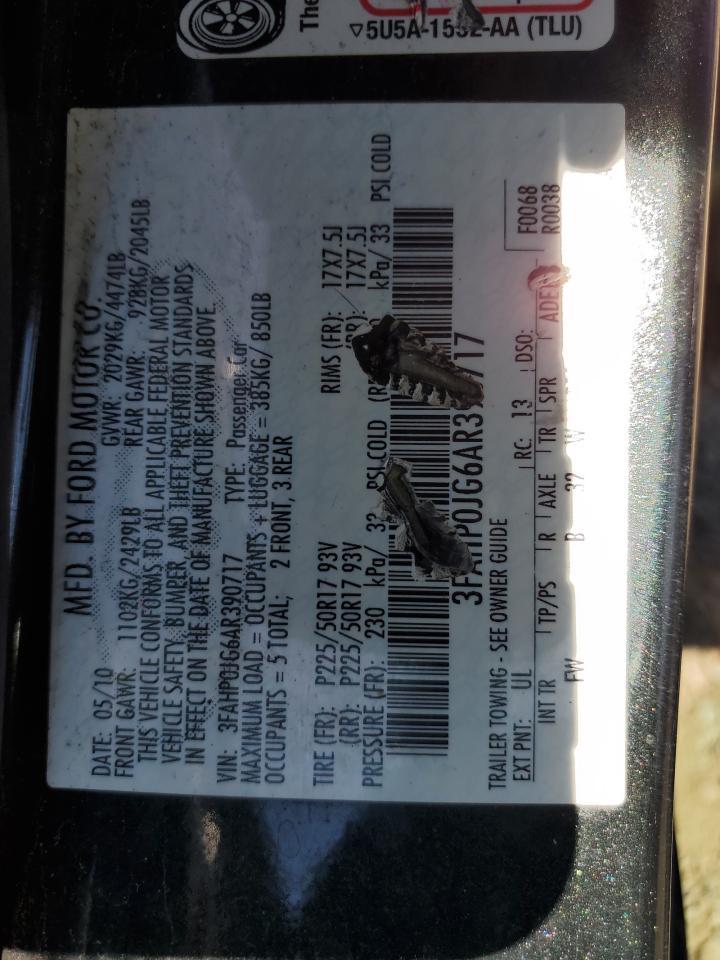 The
▽5U5A-1532-AA (TLU)
MFD. BY FORD MOTOR CO.
DATE: 05/10 GVWR: 2029KG/4474LB
FRONT GAWR: 1102KG/2429LB REAR GAWR: 928KG/2045LB
THIS VEHICLE CONFORMS TO ALL APPLICABLE FEDERAL MOTOR
VEHICLE SAFETY, BUMPER, AND THEFT PREVENTION STANDARDS
IN EFFECT ON THE DATE OF MANUFACTURE SHOWN ABOVE
VIN: 3FAHP0JG6AR390717 TYPE: Passenger Car
MAXIMUM LOAD = OCCUPANTS + LUGGAGE = 385KG/ 850LB
OCCUPANTS = 5 TOTAL; 2 FRONT, 3 REAR
TIRE (FR): P225/50R17 93V RIMS (FR): 17X7.5J
(RR): P225/50R17 93V (RR): 17X7.5J
PRESSURE (FR): 230 kPa/ 33 PSI COLD kPa/ 33 PSI COLD
3FAHP0JG6AR390717
TRAILER TOWING - SEE OWNER GUIDE
EXT PNT: UL RC: 13 DSO: F0068
INT TR TP/PS R AXLE TR SPR R0038
FW B 32 W